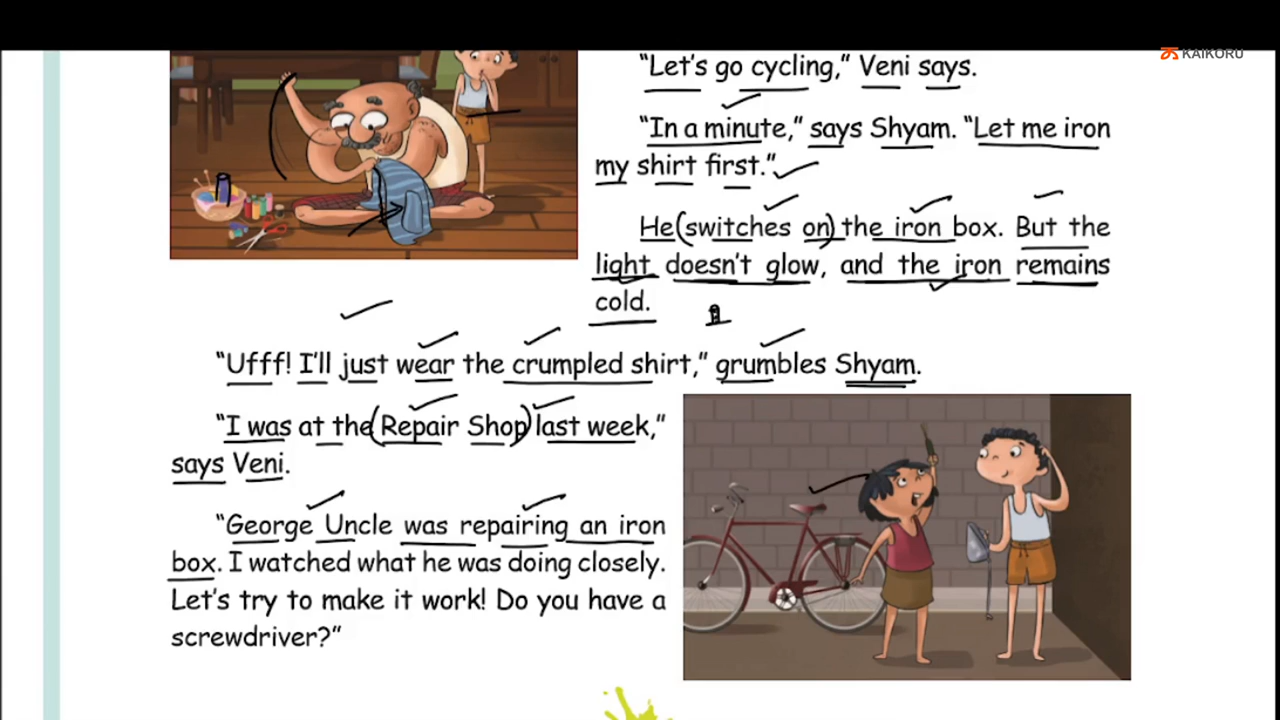 KAIKORU
"Let's go cycling," Veni says.
"In a minute," says Shyam. "Let me iron
my shirt first."
He (switches on) the iron box. But the
light doesn't glow, and the iron remains
cold.
"Ufff! I'll just wear the crumpled shirt," grumbles Shyam.
"I was at the (Repair Shop) last week,"
says Veni.
"George Uncle was repairing an iron
box. I watched what he was doing closely.
Let's try to make it work! Do you have a
screwdriver?"